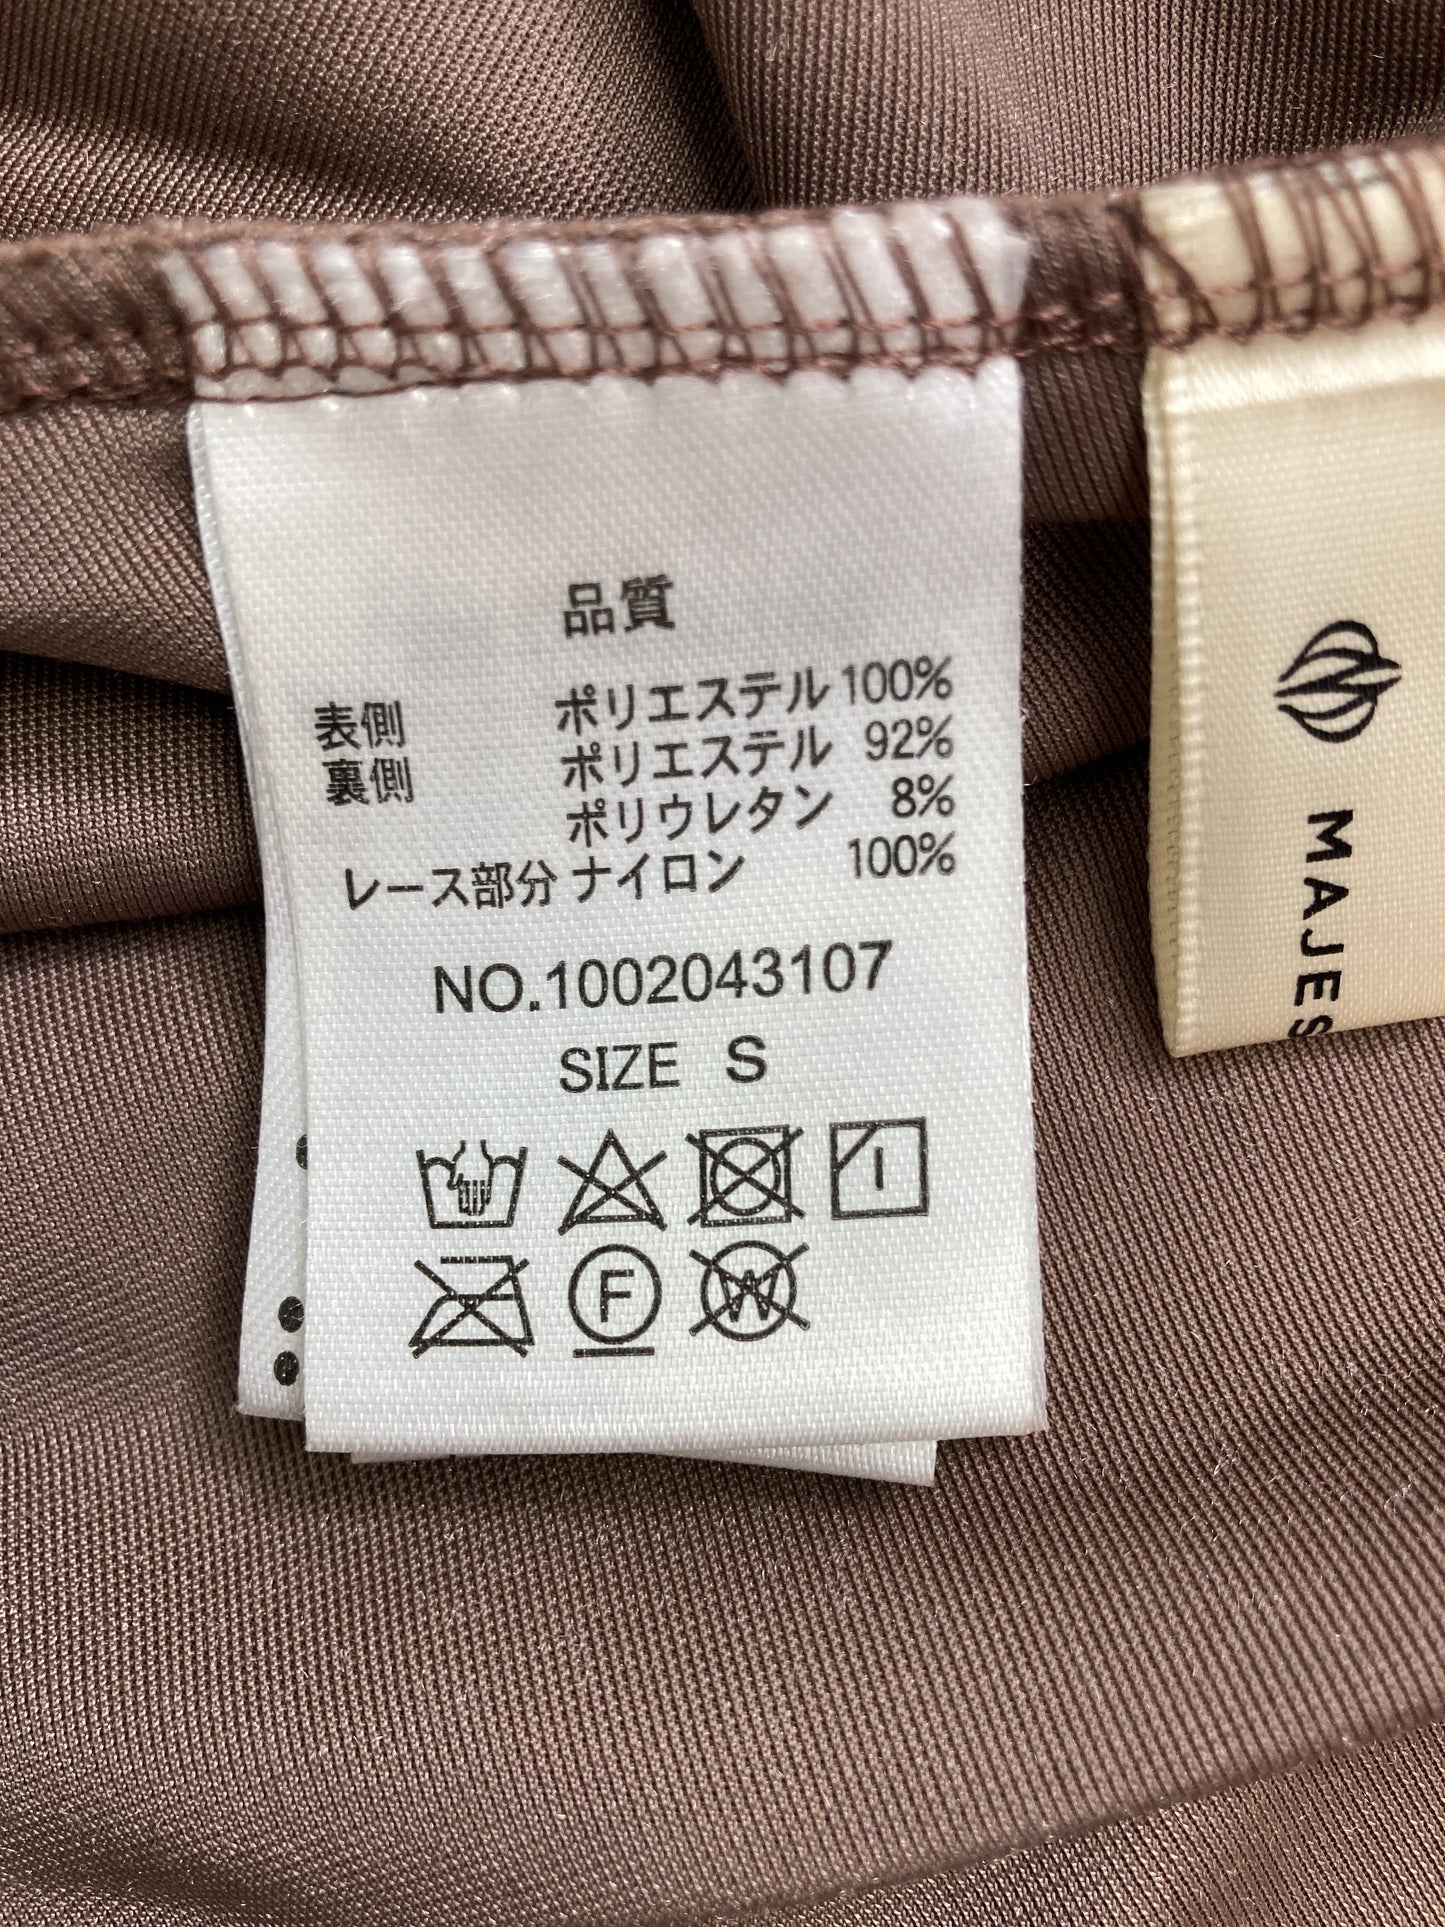 品質
表側 ポリエステル 100%
裏側 ポリエステル 92%
ポリウレタン 8%
レース部分 ナイロン 100%
NO.1002043107
SIZE S
F
W
MAJES